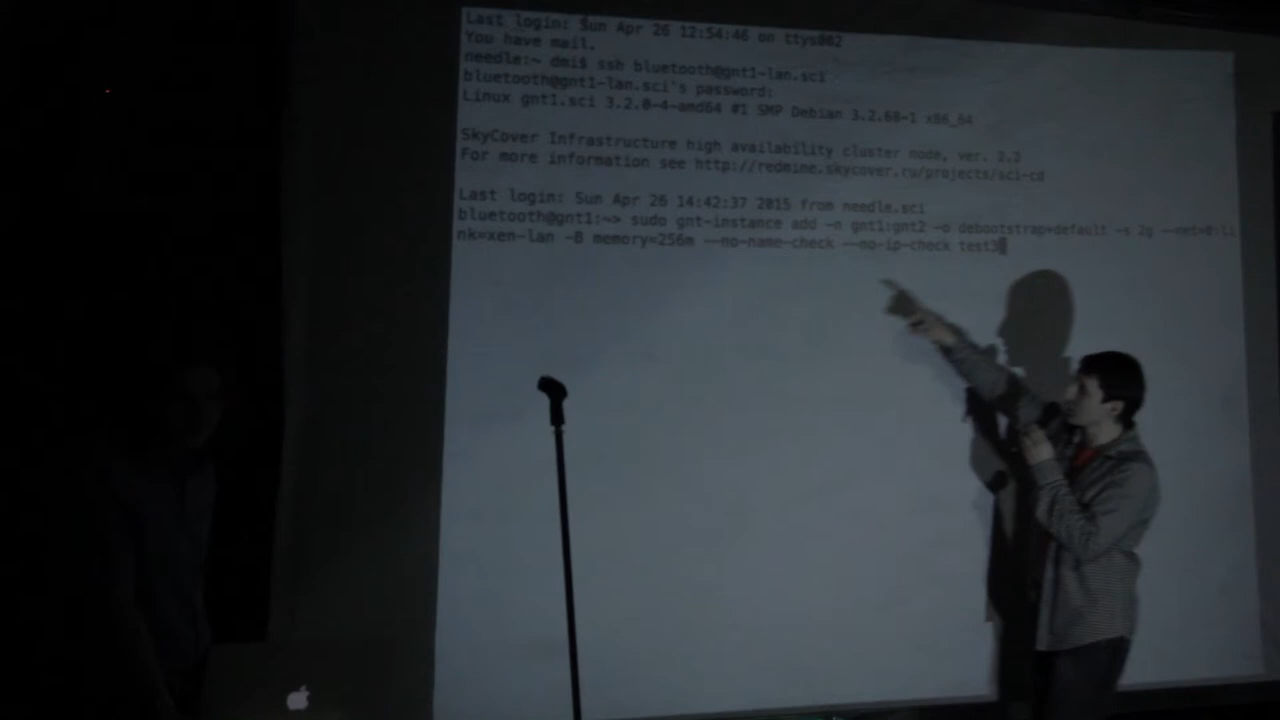 Last login: Sun Apr 26 12:54:46 on ttys002
You have mail.
needle:~ dmi$ ssh bluetooth@gnt1-lan.sci
bluetooth@gnt1-lan.sci's password:
Linux gnt1.sci 3.2.0-4-amd64 #1 SMP Debian 3.2.68-1 x86_64
SkyCover Infrastructure high availability cluster node, ver. 2.2
For more information see http://redmine.skycover.ru/projects/sci-cd
Last login: Sun Apr 26 14:42:37 2015 from needle.sci
bluetooth@gnt1:~> sudo gnt-instance add -n gnt1:gnt2 -o debootstrap+default -s 2g --net=0:li
nk=xen-lan -B memory=256m --no-name-check --no-ip-check test3